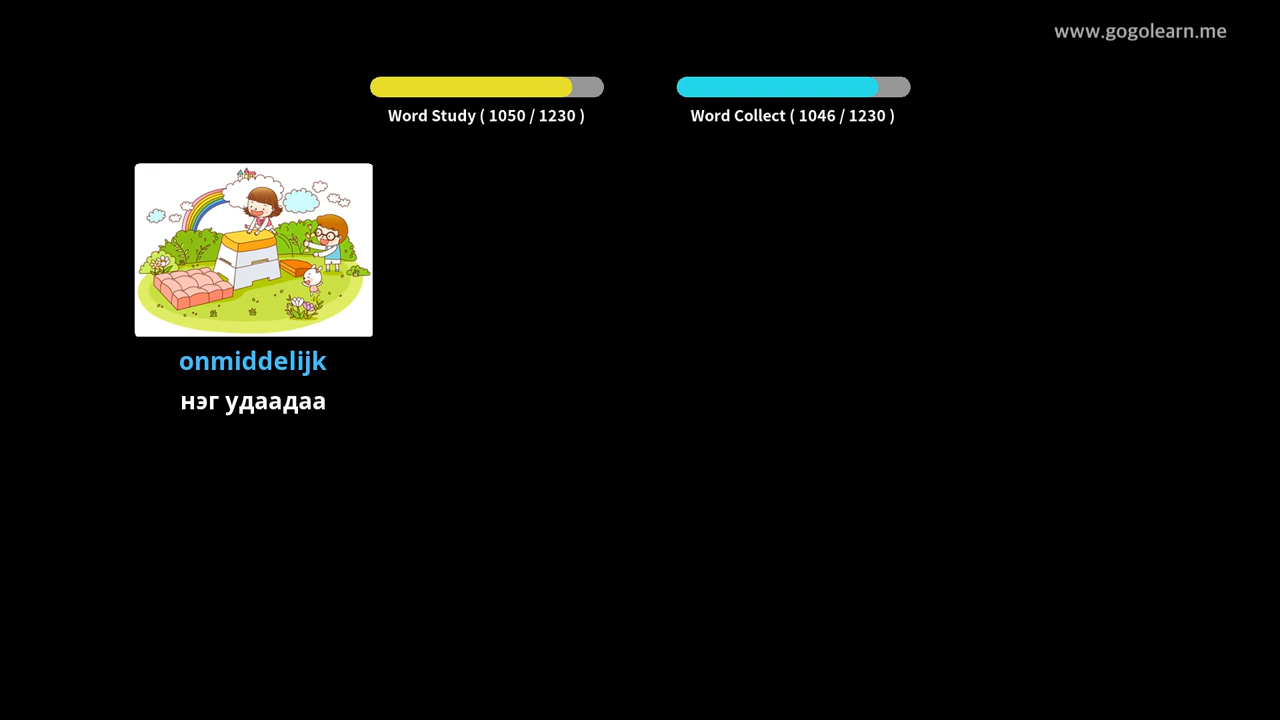 www.gogolearn.me
Word Study ( 1050 / 1230 )
Word Collect ( 1046 / 1230 )
onmiddelijk
нэг удаадаа